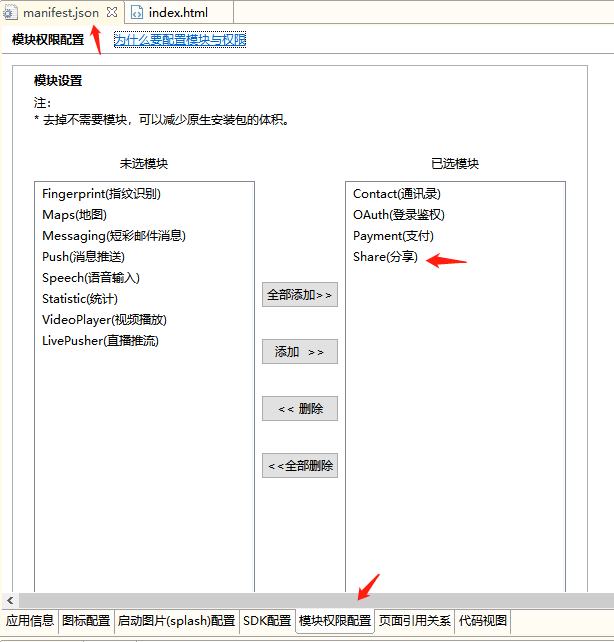 manifest.json index.html
模块权限配置 为什么要配置模块与权限
模块设置
注：
* 去掉不需要模块，可以减少原生安装包的体积。
未选模块 已选模块
Fingerprint(指纹识别) Contact(通讯录)
Maps(地图) OAuth(登录鉴权)
Messaging(短彩邮件消息) Payment(支付)
Push(消息推送) Share(分享)
Speech(语音输入)
Statistic(统计)
VideoPlayer(视频播放)
LivePusher(直播推流)
全部添加>>
添加 >>
<< 删除
<<全部删除
应用信息 图标配置 启动图片(splash)配置 SDK配置 模块权限配置 页面引用关系 代码视图